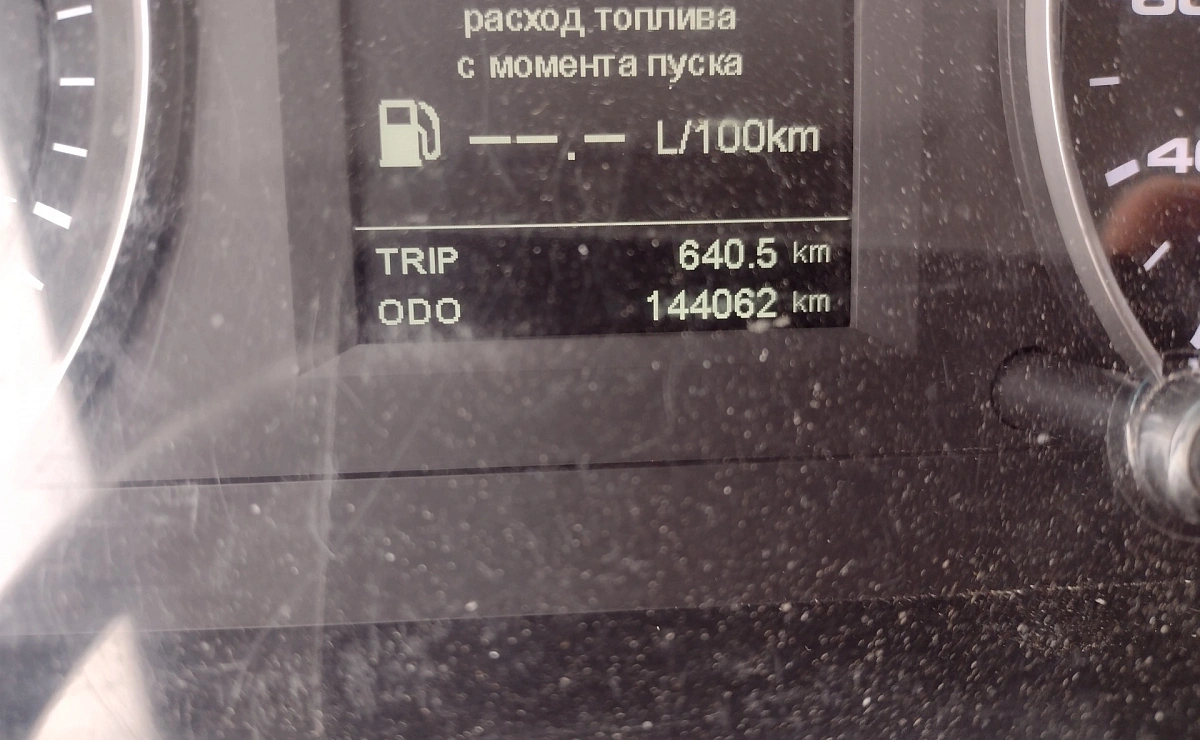 расход топлива
с момента пуска
--.- L/100km
TRIP 640.5 km
ODO 144062 km